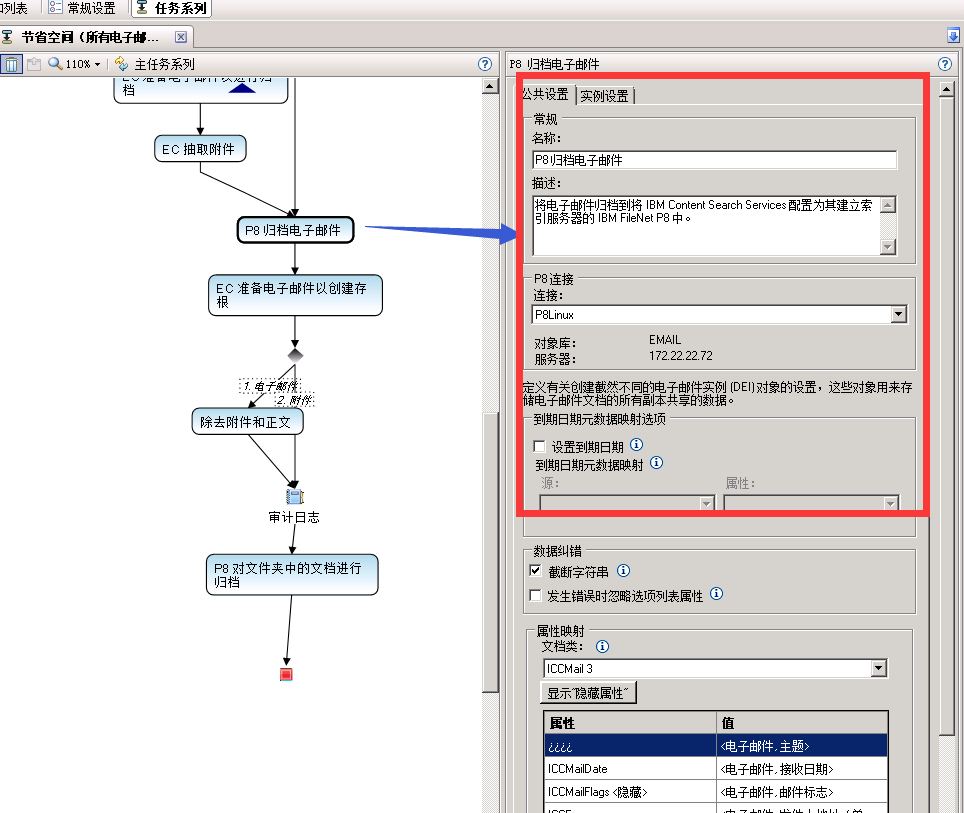 如列表
常规设置
任务系列
节省空间（所有电子邮...
110%
主任务系列
P8 归档电子邮件
档
EC 抽取附件
P8 归档电子邮件
EC 准备电子邮件以创建存
根
1. 电子邮件
2. 附件
除去附件和正文
审计日志
P8 对文件夹中的文档进行
归档
公共设置
实例设置
常规
名称：
P8 归档电子邮件
描述：
将电子邮件归档到将 IBM Content Search Services 配置为其建立索
引服务器的 IBM FileNet P8 中。
P8 连接
连接：
P8Linux
对象库： EMAIL
服务器： 172.22.22.72
定义有关创建截然不同的电子邮件实例 (DEI) 对象的设置，这些对象用来存
储电子邮件文档的所有副本共享的数据。
到期日期元数据映射选项
设置到期日期
到期日期元数据映射
源： 属性：
数据纠错
截断字符串
发生错误时忽略选项列表属性
属性映射
文档类：
ICCMail 3
显示"隐藏属性"
属性 值
¿¿¿¿ <电子邮件, 主题>
ICCMailDate <电子邮件, 接收日期>
ICCMailFlags <隐藏> <电子邮件, 邮件标志>